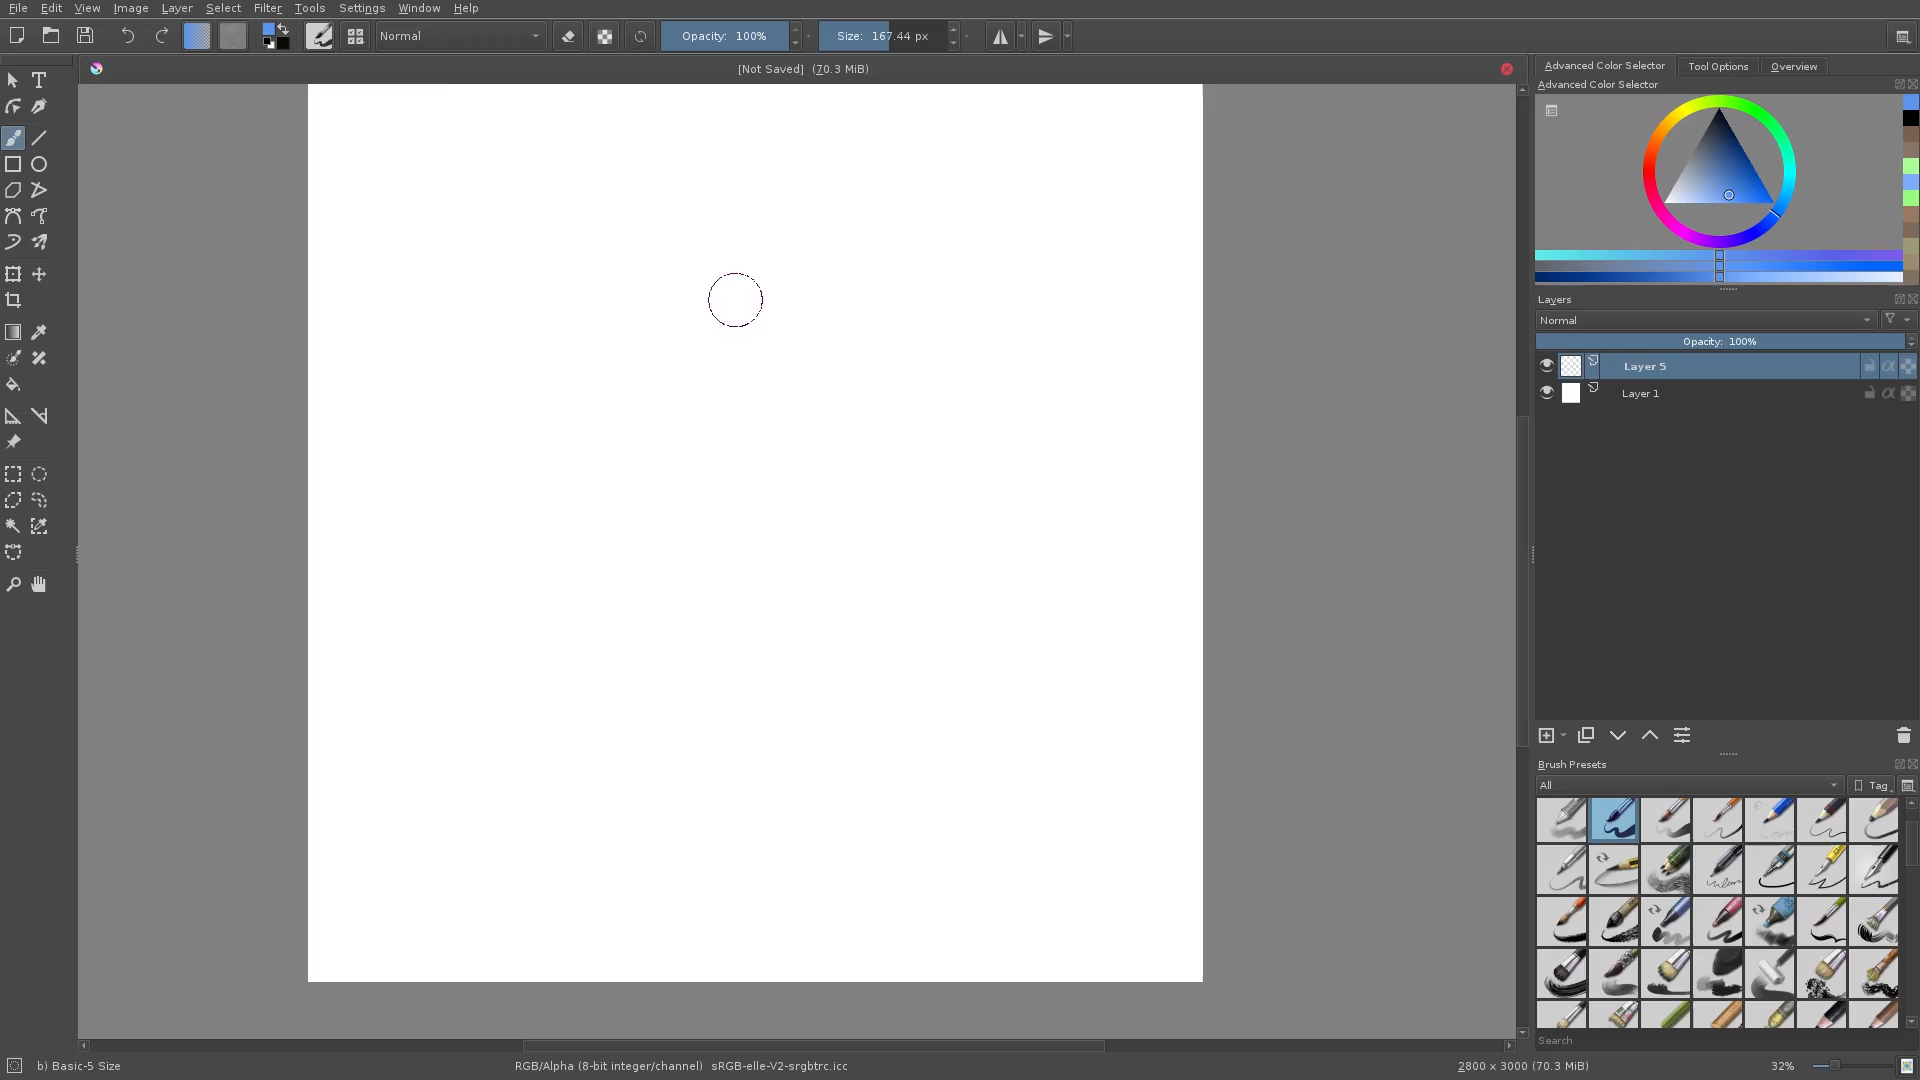 File Edit View Image Layer Select Filter Tools Settings Window Help
Normal Opacity: 100% Size: 167.44 px
[Not Saved] (70.3 MiB)
Advanced Color Selector Tool Options Overview
Advanced Color Selector
Layers
Normal
Opacity: 100%
Layer 5
Layer 1
Brush Presets
All Tag
Search
b) Basic-5 Size RGB/Alpha (8-bit integer/channel) sRGB-elle-V2-srgbtrc.icc 2800 x 3000 (70.3 MiB) 32%